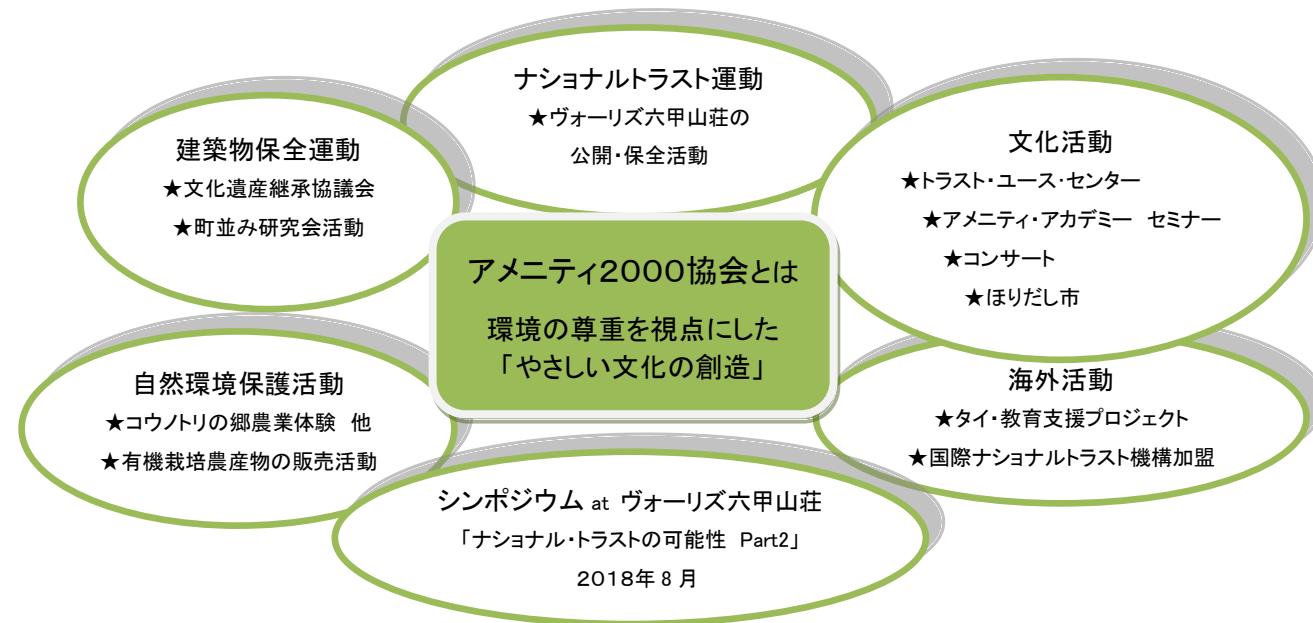 ナショナルトラスト運動
★ヴォーリズ六甲山荘の
公開・保全活動
建築物保全運動
★文化遺産継承協議会
★町並み研究会活動
文化活動
★トラスト・ユース・センター
★アメニティ・アカデミー　セミナー
★コンサート
★ほりだし市
アメニティ2000協会とは
環境の尊重を視点にした
「やさしい文化の創造」
自然環境保護活動
★コウノトリの郷農業体験　他
★有機栽培農産物の販売活動
海外活動
★タイ・教育支援プロジェクト
★国際ナショナルトラスト機構加盟
シンポジウム at ヴォーリズ六甲山荘
「ナショナル・トラストの可能性　Part2」
2018年 8 月